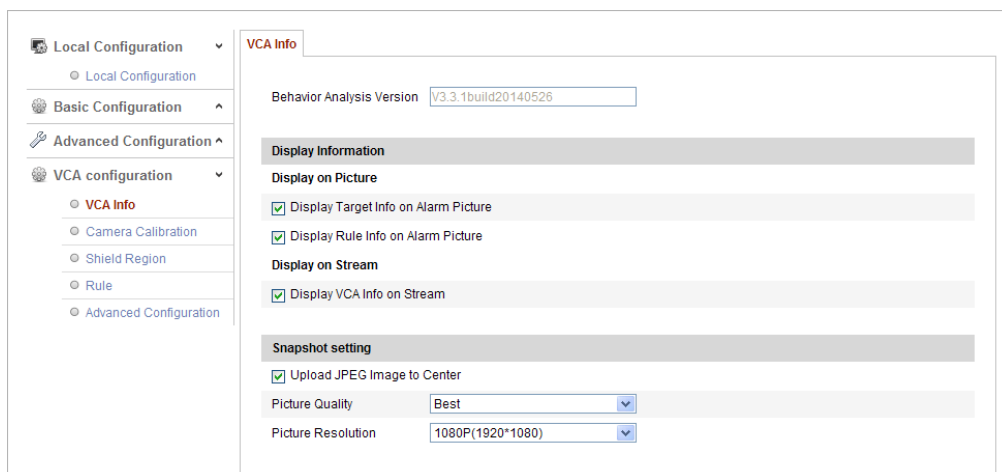 Local Configuration
Local Configuration
Basic Configuration
Advanced Configuration
VCA configuration
VCA Info
Camera Calibration
Shield Region
Rule
Advanced Configuration
VCA Info
Behavior Analysis Version V3.3.1build20140526
Display Information
Display on Picture
Display Target Info on Alarm Picture
Display Rule Info on Alarm Picture
Display on Stream
Display VCA Info on Stream
Snapshot setting
Upload JPEG Image to Center
Picture Quality Best
Picture Resolution 1080P(1920*1080)